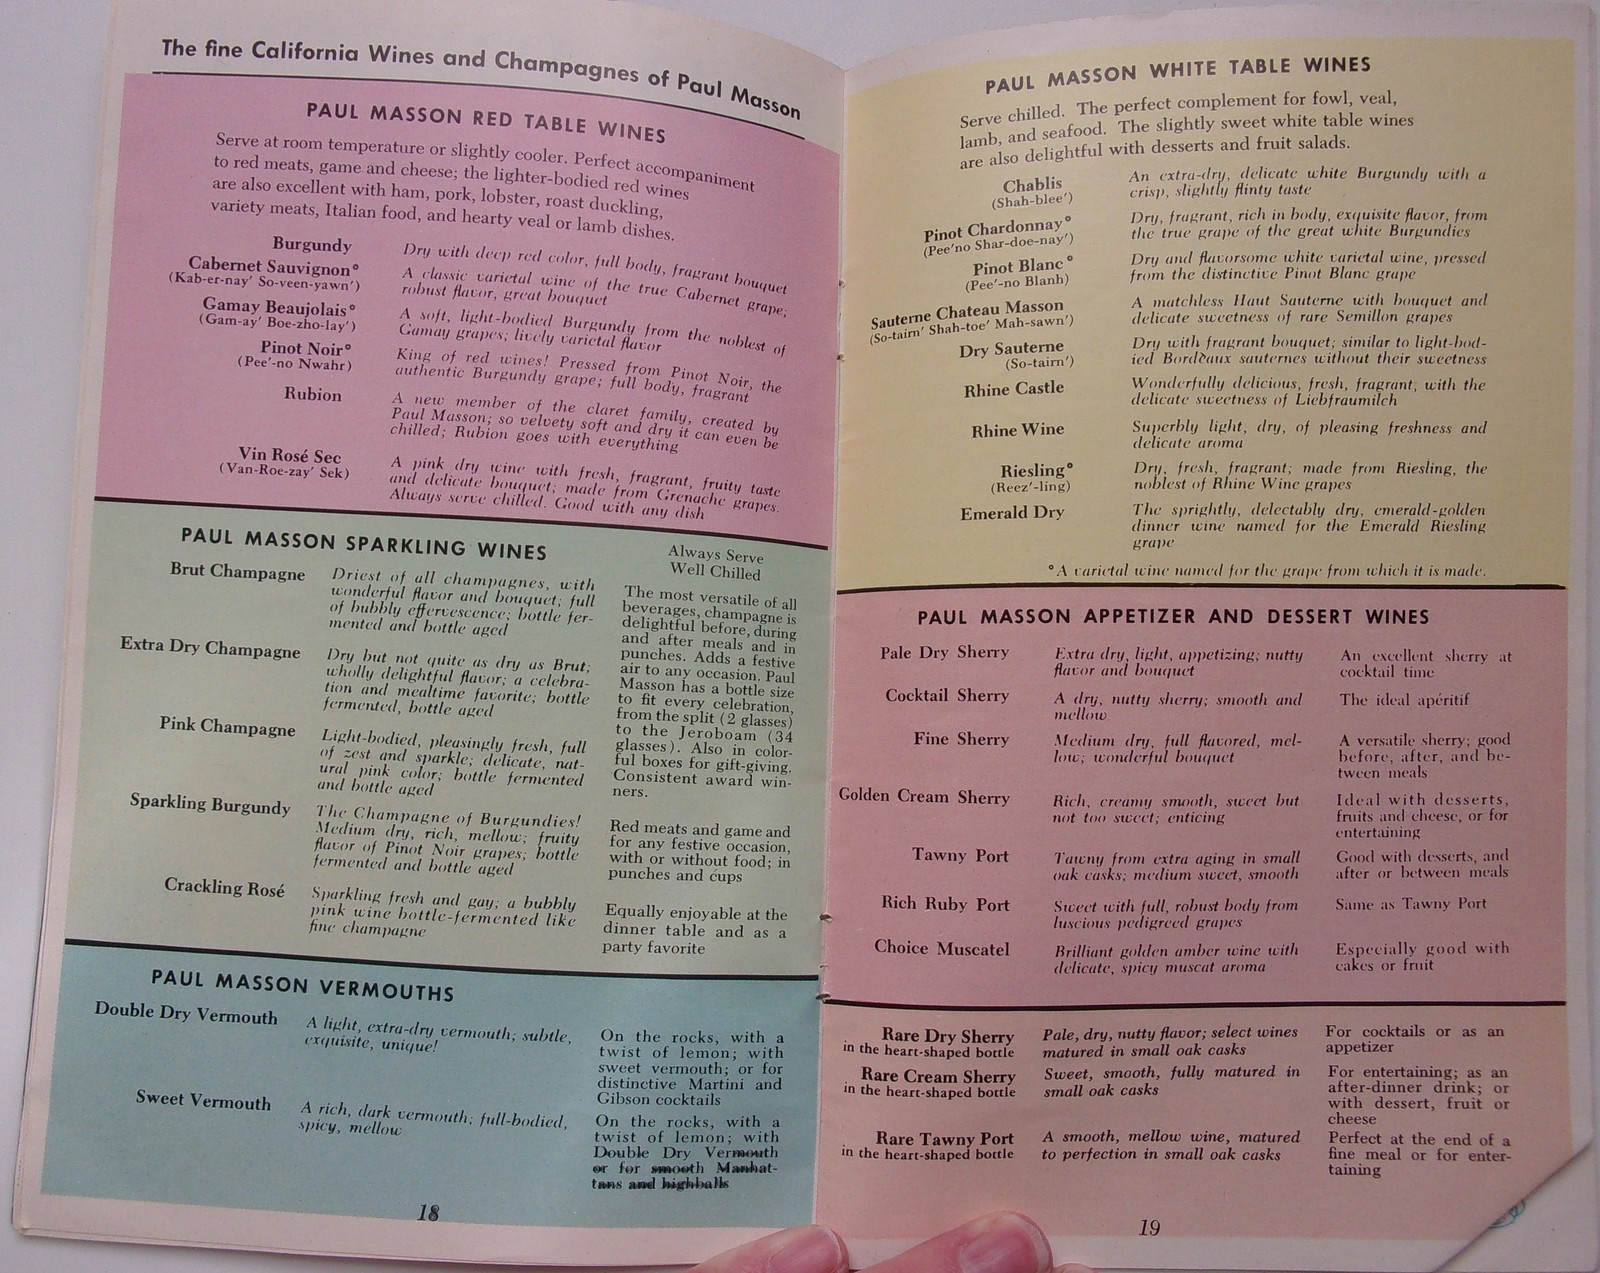 The fine California Wines and Champagnes of Paul Masson
PAUL MASSON RED TABLE WINES
Serve at room temperature or slightly cooler. Perfect accompaniment
to red meats, game and cheese; the lighter-bodied red wines
are also excellent with ham, pork, lobster, roast duckling,
variety meats, Italian food, and hearty veal or lamb dishes.
Burgundy
Dry with deep red color, full body, fragrant bouquet
Cabernet Sauvignon*
(Kab-er-nay' So-veen-yawn')
A classic varietal wine of the true Cabernet grape;
robust flavor, great bouquet
Gamay Beaujolais*
(Gam-ay' Boe-zho-lay')
A soft, light-bodied Burgundy from the noblest of
Gamay grapes; lively varietal flavor
Pinot Noir*
(Pee'-no Nwahr)
King of red wines! Pressed from Pinot Noir, the
authentic Burgundy grape; full body, fragrant
Rubion
A new member of the claret family, created by
Paul Masson; so velvety soft and dry it can even be
chilled; Rubion goes with everything
Vin Rosé Sec
(Van-Roe-zay' Sek)
A pink dry wine with fresh, fragrant, fruity taste
and delicate bouquet; made from Grenache grapes.
Always serve chilled. Good with any dish
PAUL MASSON SPARKLING WINES
Always Serve
Well Chilled
Brut Champagne
Driest of all champagnes, with
wonderful flavor and bouquet; full
of bubbly effervescence; bottle fer-
mented and bottle aged
Extra Dry Champagne
Dry but not quite as dry as Brut;
wholly delightful flavor; a celebra-
tion and mealtime favorite; bottle
fermented, bottle aged
Pink Champagne
Light-bodied, pleasingly fresh, full
of zest and sparkle; delicate, nat-
ural pink color; bottle fermented
and bottle aged
The most versatile of all
beverages, champagne is
delightful before, during
and after meals and in
punches. Adds a festive
air to any occasion. Paul
Masson has a bottle size
to fit every celebration,
from the split (2 glasses)
to the Jeroboam (34
glasses). Also in color-
ful boxes for gift-giving.
Consistent award win-
ners.
Sparkling Burgundy
The Champagne of Burgundies!
Medium dry, rich, mellow; fruity
flavor of Pinot Noir grapes; bottle
fermented and bottle aged
Red meats and game and
for any festive occasion,
with or without food; in
punches and cups
Crackling Rosé
Sparkling fresh and gay; a bubbly
pink wine bottle-fermented like
fine champagne
Equally enjoyable at the
dinner table and as a
party favorite
PAUL MASSON VERMOUTHS
Double Dry Vermouth
A light, extra-dry vermouth; subtle,
exquisite, unique!
On the rocks, with a
twist of lemon; with
sweet vermouth; or for
distinctive Martini and
Gibson cocktails
Sweet Vermouth
A rich, dark vermouth; full-bodied,
spicy, mellow
On the rocks, with a
twist of lemon; with
Double Dry Vermouth
or for smooth Manhat-
tans and highballs
18
PAUL MASSON WHITE TABLE WINES
Serve chilled. The perfect complement for fowl, veal,
lamb, and seafood. The slightly sweet white table wines
are also delightful with desserts and fruit salads.
Chablis
(Shah-blee')
An extra-dry, delicate white Burgundy with a
crisp, slightly flinty taste
Pinot Chardonnay*
(Pee'no Shar-doe-nay')
Dry, fragrant, rich in body, exquisite flavor, from
the true grape of the great white Burgundies
Pinot Blanc*
(Pee'-no Blanh)
Dry and flavorsome white varietal wine, pressed
from the distinctive Pinot Blanc grape
Sauterne Chateau Masson
(So-tairn' Shah-toe' Mah-sawn')
A matchless Haut Sauterne with bouquet and
delicate sweetness of rare Semillon grapes
Dry Sauterne
(So-tairn')
Dry with fragrant bouquet; similar to light-bod-
ied Bordeaux sauternes without their sweetness
Rhine Castle
Wonderfully delicious, fresh, fragrant, with the
delicate sweetness of Liebfraumilch
Rhine Wine
Superbly light, dry, of pleasing freshness and
delicate aroma
Riesling*
(Reez'-ling)
Dry, fresh, fragrant; made from Riesling, the
noblest of Rhine Wine grapes
Emerald Dry
The sprightly, delectably dry, emerald-golden
dinner wine named for the Emerald Riesling
grape
*A varietal wine named for the grape from which it is made.
PAUL MASSON APPETIZER AND DESSERT WINES
Pale Dry Sherry
Extra dry, light, appetizing; nutty
flavor and bouquet
An excellent sherry at
cocktail time
Cocktail Sherry
A dry, nutty sherry; smooth and
mellow
The ideal apéritif
Fine Sherry
Medium dry, full flavored, mel-
low; wonderful bouquet
A versatile sherry; good
before, after, and be-
tween meals
Golden Cream Sherry
Rich, creamy smooth, sweet but
not too sweet; enticing
Ideal with desserts,
fruits and cheese, or for
entertaining
Tawny Port
Tawny from extra aging in small
oak casks; medium sweet, smooth
Good with desserts, and
after or between meals
Rich Ruby Port
Sweet with full, robust body from
luscious pedigreed grapes
Same as Tawny Port
Choice Muscatel
Brilliant golden amber wine with
delicate, spicy muscat aroma
Especially good with
cakes or fruit
Rare Dry Sherry
in the heart-shaped bottle
Pale, dry, nutty flavor; select wines
matured in small oak casks
For cocktails or as an
appetizer
Rare Cream Sherry
in the heart-shaped bottle
Sweet, smooth, fully matured in
small oak casks
For entertaining; as an
after-dinner drink; or
with dessert, fruit or
cheese
Rare Tawny Port
in the heart-shaped bottle
A smooth, mellow wine, matured
to perfection in small oak casks
Perfect at the end of a
fine meal or for enter-
taining
19